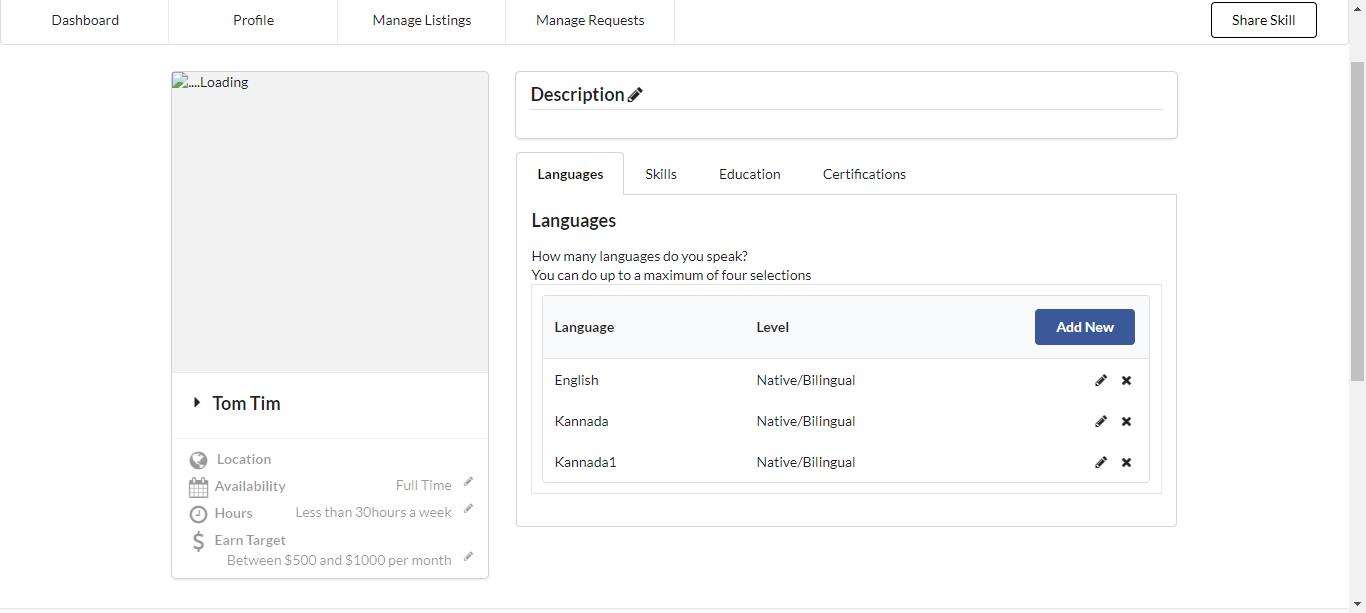 Dashboard Profile Manage Listings Manage Requests Share Skill
....Loading
Tom Tim
Location
Availability Full Time
Hours Less than 30hours a week
Earn Target
Between $500 and $1000 per month
Description
Languages Skills Education Certifications
Languages
How many languages do you speak?
You can do up to a maximum of four selections
Language Level Add New
English Native/Bilingual
Kannada Native/Bilingual
Kannada1 Native/Bilingual